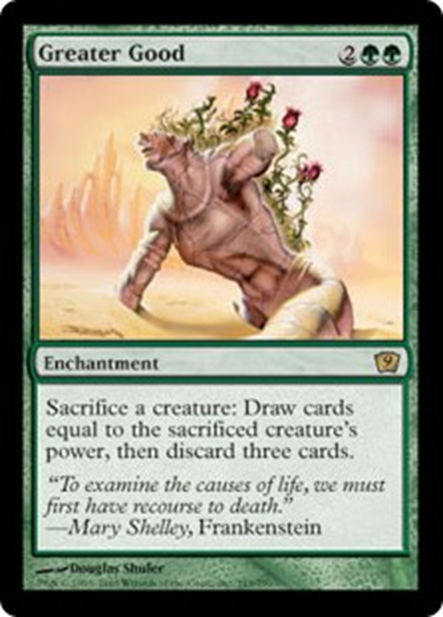 Greater Good 2
Enchantment 9
Sacrifice a creature: Draw cards
equal to the sacrificed creature's
power, then discard three cards.
"To examine the causes of life, we must
first have recourse to death."
—Mary Shelley, Frankenstein
Douglas Shuler